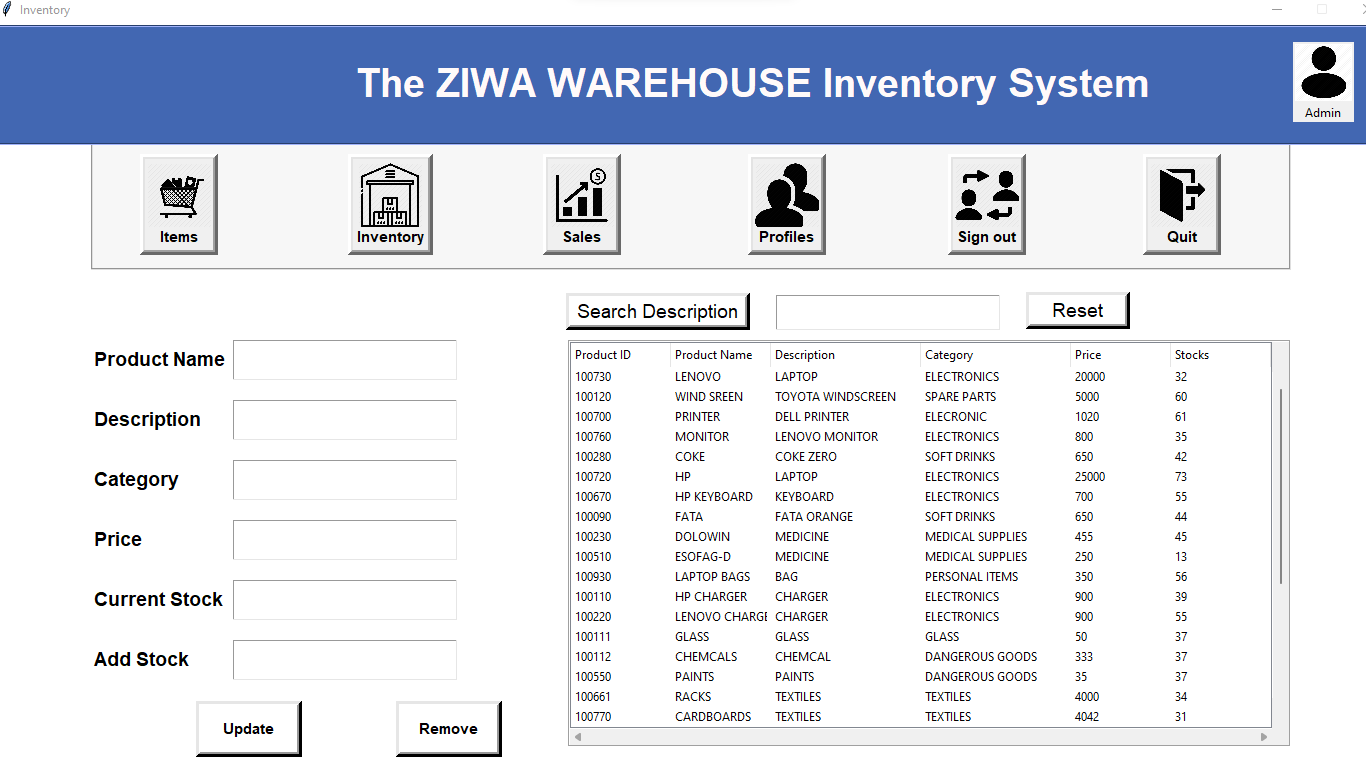 Inventory
The ZIWA WAREHOUSE Inventory System
Admin
Items Inventory Sales Profiles Sign out Quit
Search Description Reset
Product Name
Description
Category
Price
Current Stock
Add Stock
Update Remove
Product ID Product Name Description Category Price Stocks
100730 LENOVO LAPTOP ELECTRONICS 20000 32
100120 WIND SREEN TOYOTA WINDSCREEN SPARE PARTS 5000 60
100700 PRINTER DELL PRINTER ELECRONIC 1020 61
100760 MONITOR LENOVO MONITOR ELECTRONICS 800 35
100280 COKE COKE ZERO SOFT DRINKS 650 42
100720 HP LAPTOP ELECTRONICS 25000 73
100670 HP KEYBOARD KEYBOARD ELECTRONICS 700 55
100090 FATA FATA ORANGE SOFT DRINKS 650 44
100230 DOLOWIN MEDICINE MEDICAL SUPPLIES 455 45
100510 ESOFAG-D MEDICINE MEDICAL SUPPLIES 250 13
100930 LAPTOP BAGS BAG PERSONAL ITEMS 350 56
100110 HP CHARGER CHARGER ELECTRONICS 900 39
100220 LENOVO CHARGE CHARGER ELECTRONICS 900 55
100111 GLASS GLASS GLASS 50 37
100112 CHEMCALS CHEMCAL DANGEROUS GOODS 333 37
100550 PAINTS PAINTS DANGEROUS GOODS 35 37
100661 RACKS TEXTILES TEXTILES 4000 34
100770 CARDBOARDS TEXTILES TEXTILES 4042 31